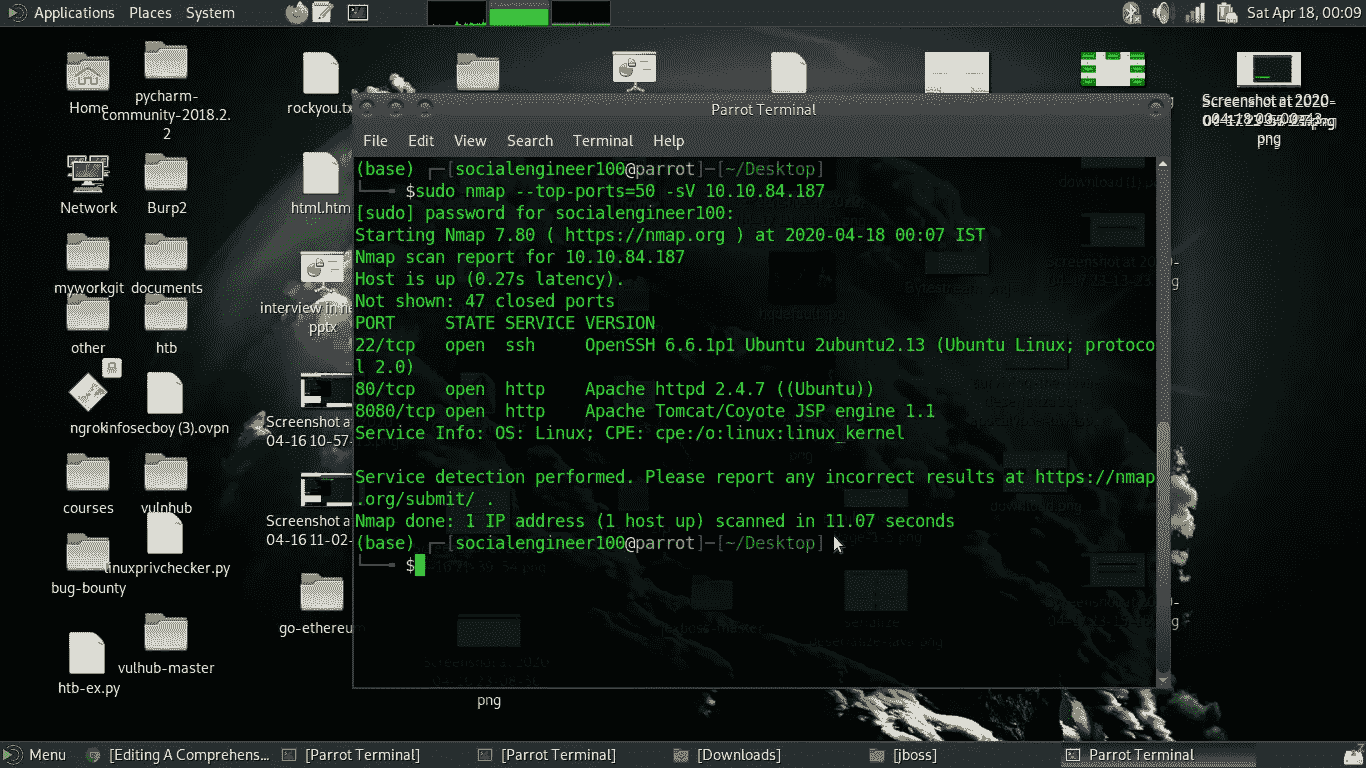 Applications Places System
Sat Apr 18, 00:09
Home
pycharm-
community-2018.2.
2
rockyou.tx
Screenshot at 2020-
png
Network
Burp2
html.htm
myworkgit
documents
interview in
pptx
other
htb
ngrok
infosecboy (3).ovpn
Screenshot a
04-16 10-57-
courses
vulnhub
Screenshot a
04-16 11-02-
bug-bounty
linuxprivchecker.py
go-ethereum
vulhub-master
htb-ex.py
png
Parrot Terminal
File Edit View Search Terminal Help
(base) ┌─[socialengineer100@parrot]─[~/Desktop]
└──╼ $sudo nmap --top-ports=50 -sV 10.10.84.187
[sudo] password for socialengineer100:
Starting Nmap 7.80 ( https://nmap.org ) at 2020-04-18 00:07 IST
Nmap scan report for 10.10.84.187
Host is up (0.27s latency).
Not shown: 47 closed ports
PORT     STATE SERVICE VERSION
22/tcp   open  ssh     OpenSSH 6.6.1p1 Ubuntu 2ubuntu2.13 (Ubuntu Linux; protoco
l 2.0)
80/tcp   open  http    Apache httpd 2.4.7 ((Ubuntu))
8080/tcp open  http    Apache Tomcat/Coyote JSP engine 1.1
Service Info: OS: Linux; CPE: cpe:/o:linux:linux_kernel
Service detection performed. Please report any incorrect results at https://nmap
.org/submit/ .
Nmap done: 1 IP address (1 host up) scanned in 11.07 seconds
(base) ┌─[socialengineer100@parrot]─[~/Desktop]
└──╼ $
Menu [Editing A Comprehens... [Parrot Terminal] [Parrot Terminal] [Downloads] [jboss] Parrot Terminal